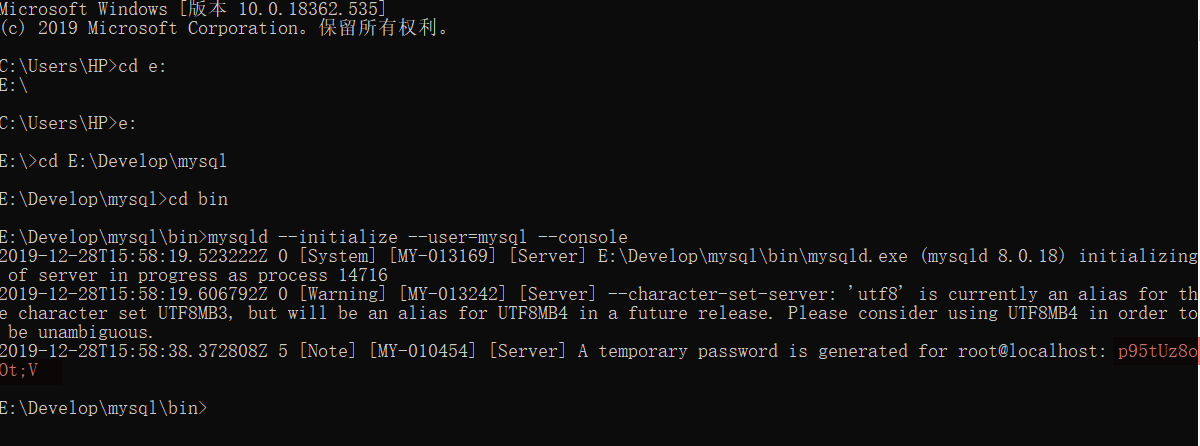 Microsoft Windows [版本 10.0.18362.535]
(c) 2019 Microsoft Corporation。保留所有权利。
C:\Users\HP>cd e:
E:\
C:\Users\HP>e:
E:\>cd E:\Develop\mysql
E:\Develop\mysql>cd bin
E:\Develop\mysql\bin>mysqld --initialize --user=mysql --console
2019-12-28T15:58:19.523222Z 0 [System] [MY-013169] [Server] E:\Develop\mysql\bin\mysqld.exe (mysqld 8.0.18) initializing
of server in progress as process 14716
2019-12-28T15:58:19.606792Z 0 [Warning] [MY-013242] [Server] --character-set-server: 'utf8' is currently an alias for th
e character set UTF8MB3, but will be an alias for UTF8MB4 in a future release. Please consider using UTF8MB4 in order to
be unambiguous.
2019-12-28T15:58:38.372808Z 5 [Note] [MY-010454] [Server] A temporary password is generated for root@localhost: p95tUz8o
Ot;V
E:\Develop\mysql\bin>